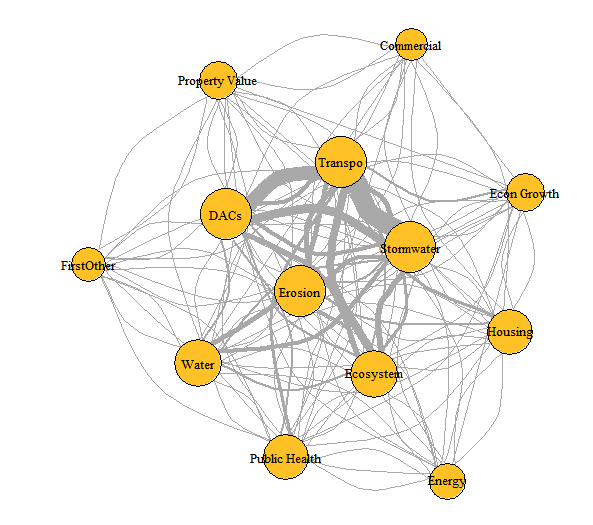 Commercial
Property Value
Transpo
Econ Growth
DACs
Stormwater
FirstOther
Erosion
Housing
Water
Ecosystem
Public Health
Energy